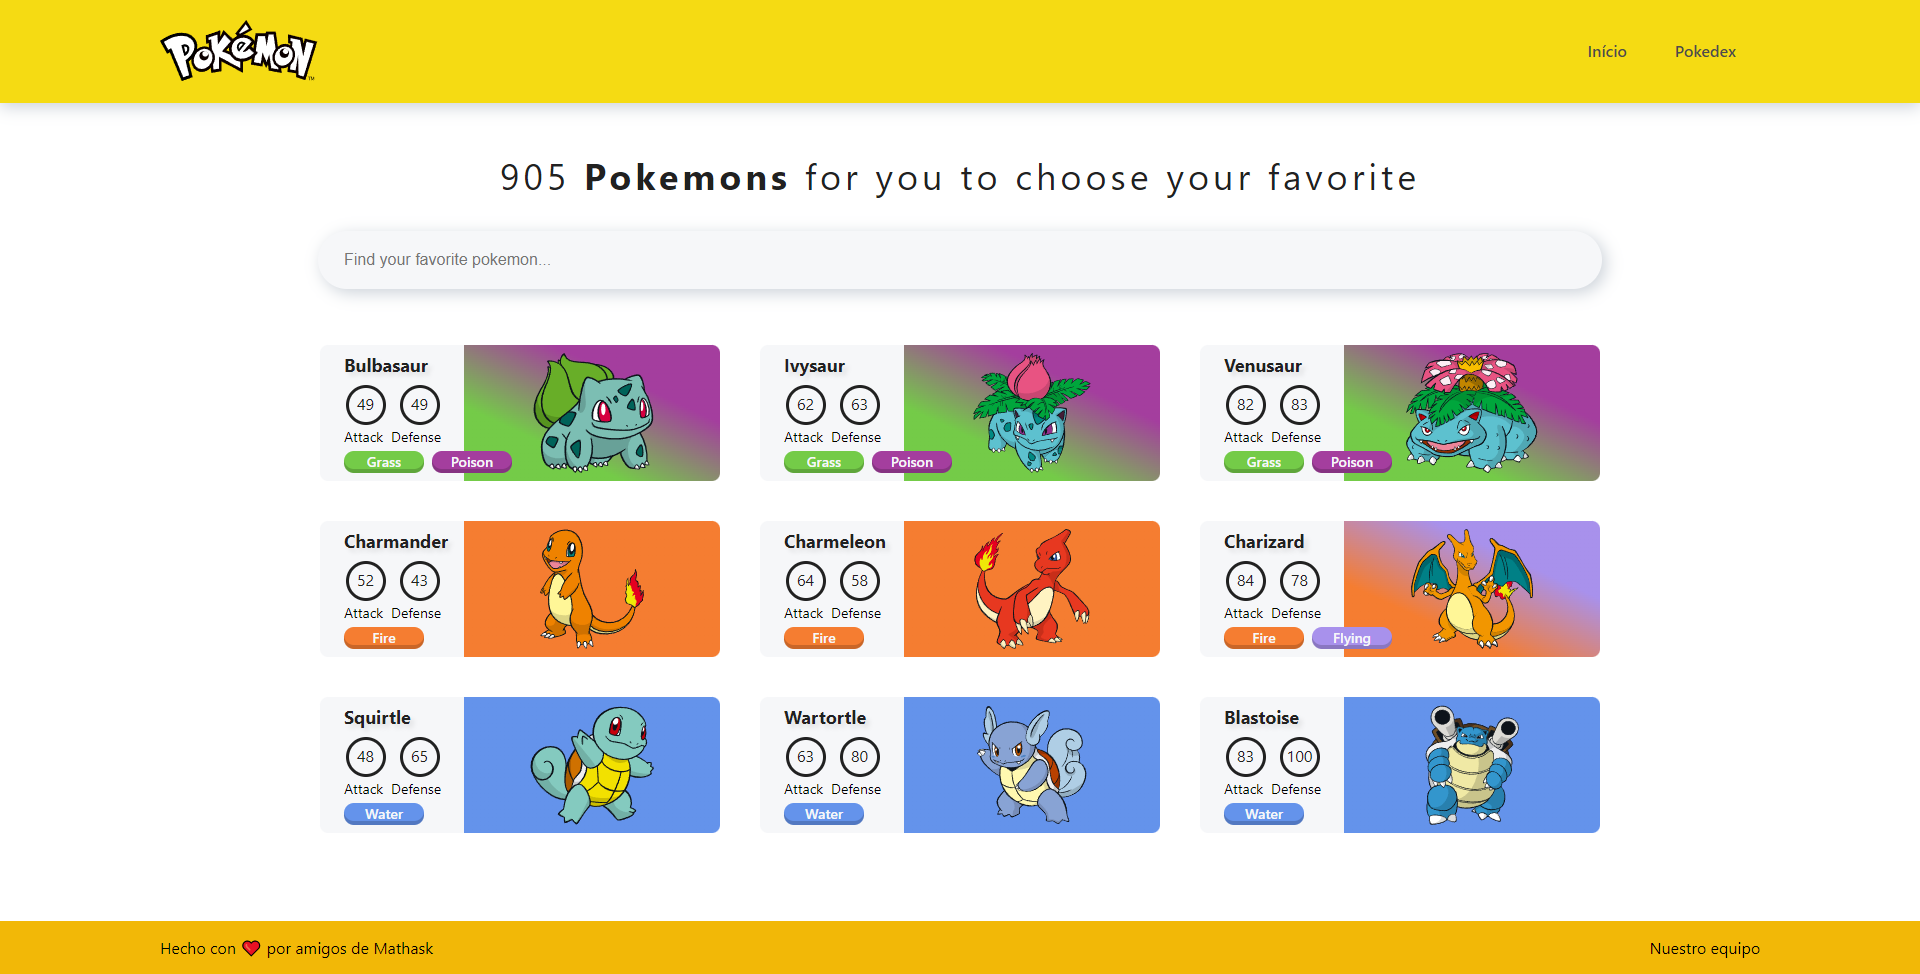 POKéMON
Início Pokedex
905 Pokemons for you to choose your favorite
Find your favorite pokemon...
Bulbasaur
49 49
Attack Defense
Grass Poison
Ivysaur
62 63
Attack Defense
Grass Poison
Venusaur
82 83
Attack Defense
Grass Poison
Charmander
52 43
Attack Defense
Fire
Charmeleon
64 58
Attack Defense
Fire
Charizard
84 78
Attack Defense
Fire Flying
Squirtle
48 65
Attack Defense
Water
Wartortle
63 80
Attack Defense
Water
Blastoise
83 100
Attack Defense
Water
Hecho con ❤️ por amigos de Mathask
Nuestro equipo